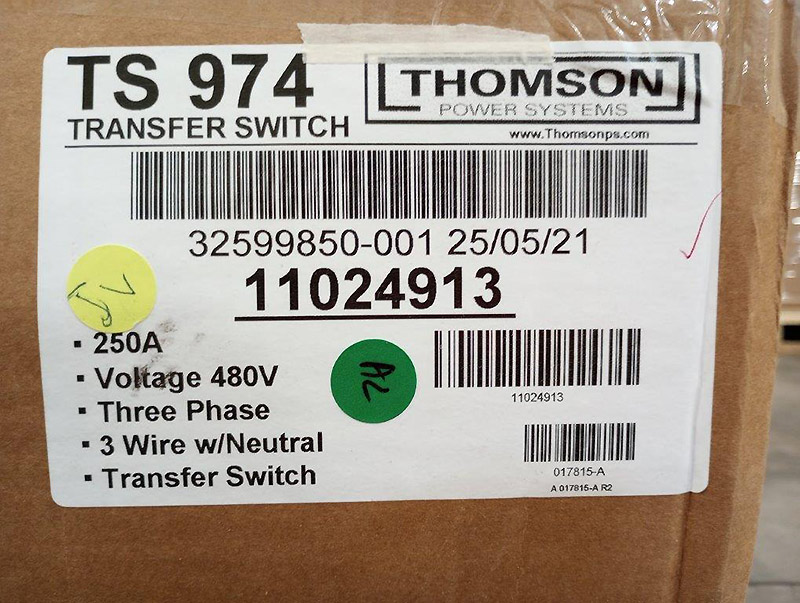 TS 974
TRANSFER SWITCH
THOMSON
POWER SYSTEMS
www.Thomsonps.com
32599850-001 25/05/21
11024913
▪ 250A
▪ Voltage 480V
▪ Three Phase
▪ 3 Wire w/Neutral
▪ Transfer Switch
11024913
017815-A
A 017815-A R2